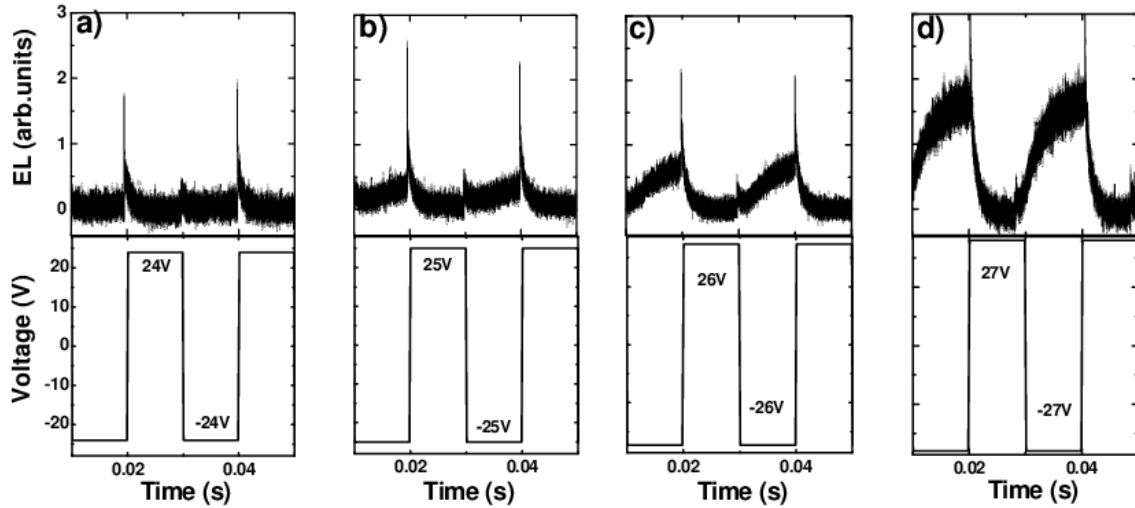 a) b) c) d)
3
2
1
0
EL (arb.units)
20
10
0
-10
-20
Voltage (V)
24V 25V 26V 27V
-24V -25V -26V -27V
0.02 0.04 0.02 0.04 0.02 0.04 0.02 0.04
Time (s) Time (s) Time (s) Time (s)